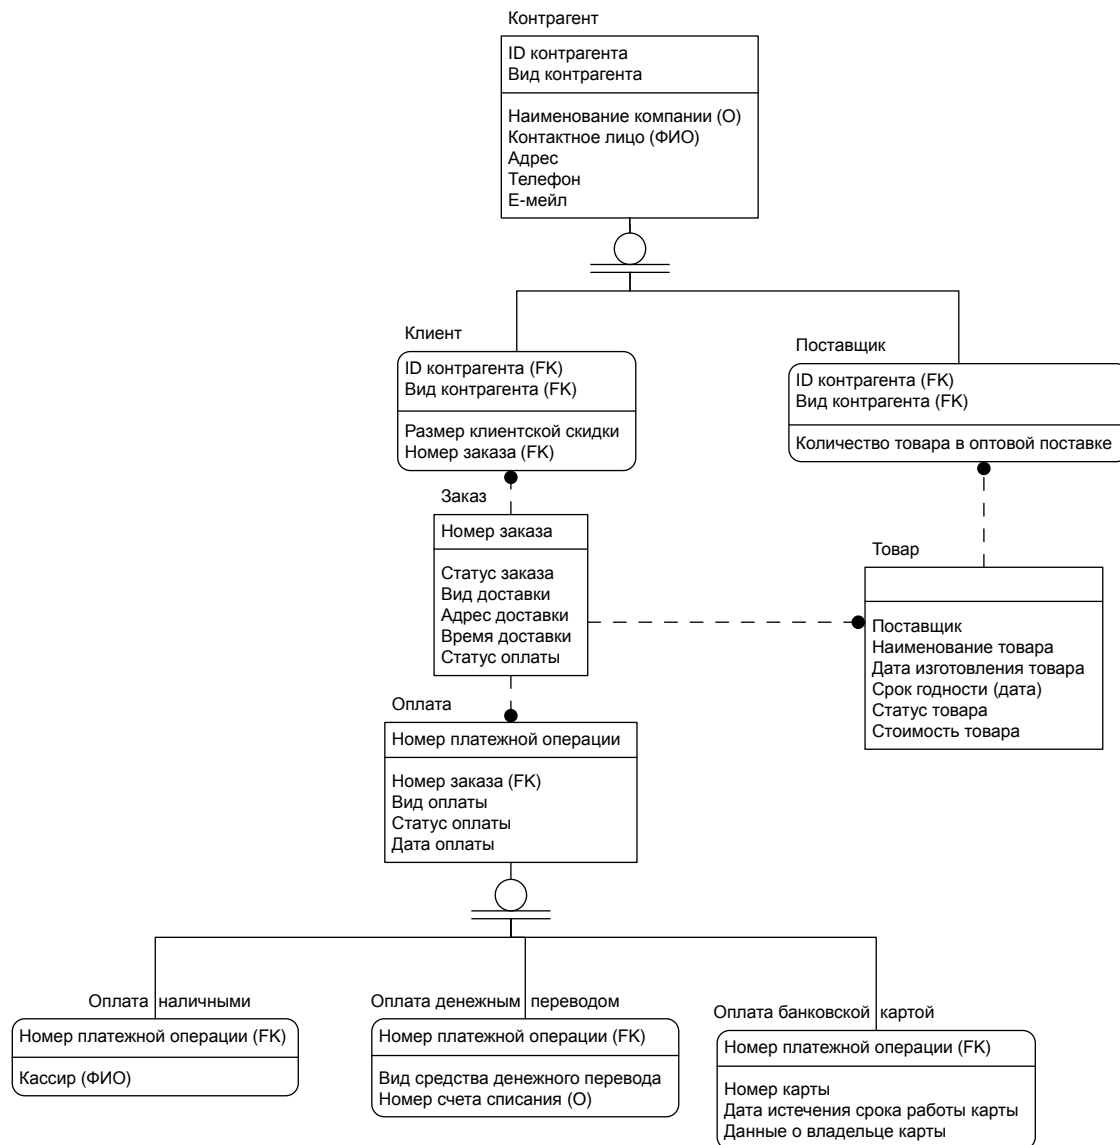 Контрагент
ID контрагента
Вид контрагента
Наименование компании (О)
Контактное лицо (ФИО)
Адрес
Телефон
Е-мейл
Клиент
ID контрагента (FK)
Вид контрагента (FK)
Размер клиентской скидки
Номер заказа (FK)
Поставщик
ID контрагента (FK)
Вид контрагента (FK)
Количество товара в оптовой поставке
Заказ
Номер заказа
Статус заказа
Вид доставки
Адрес доставки
Время доставки
Статус оплаты
Товар
Поставщик
Наименование товара
Дата изготовления товара
Срок годности (дата)
Статус товара
Стоимость товара
Оплата
Номер платежной операции
Номер заказа (FK)
Вид оплаты
Статус оплаты
Дата оплаты
Оплата наличными
Номер платежной операции (FK)
Кассир (ФИО)
Оплата денежным переводом
Номер платежной операции (FK)
Вид средства денежного перевода
Номер счета списания (О)
Оплата банковской картой
Номер платежной операции (FK)
Номер карты
Дата истечения срока работы карты
Данные о владельце карты